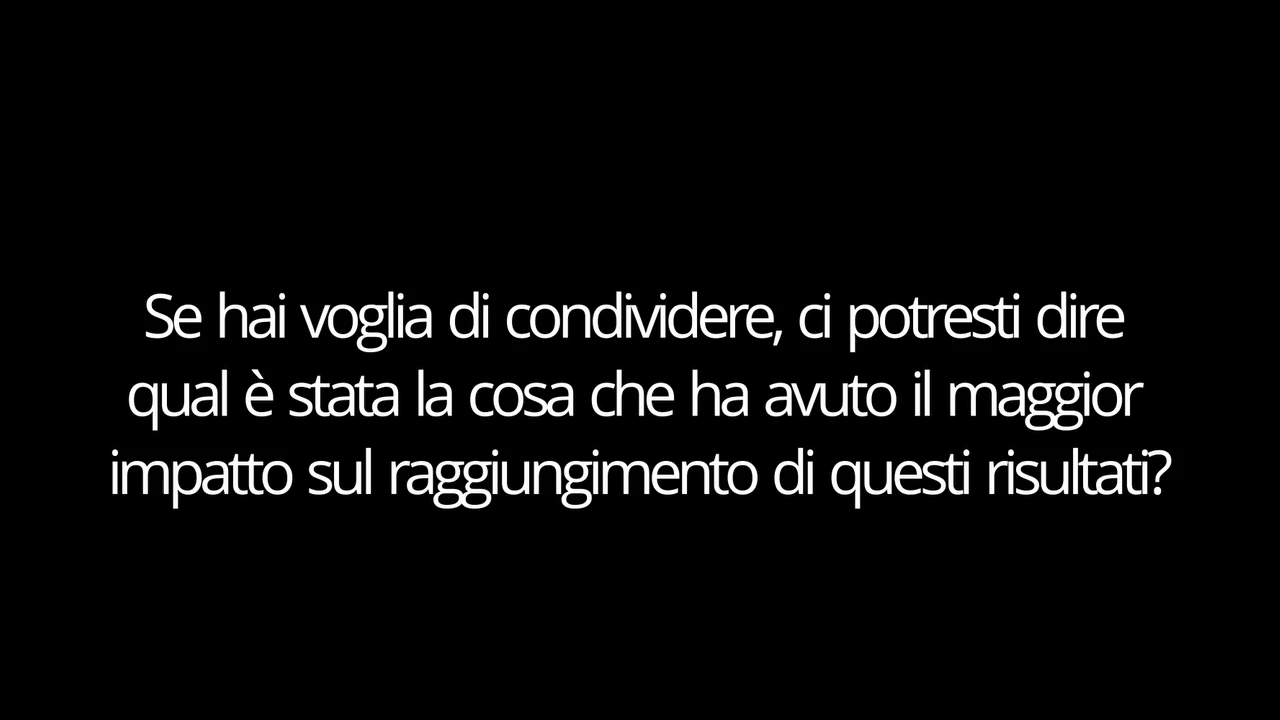 Se hai voglia di condividere, ci potresti dire
qual è stata la cosa che ha avuto il maggior
impatto sul raggiungimento di questi risultati?